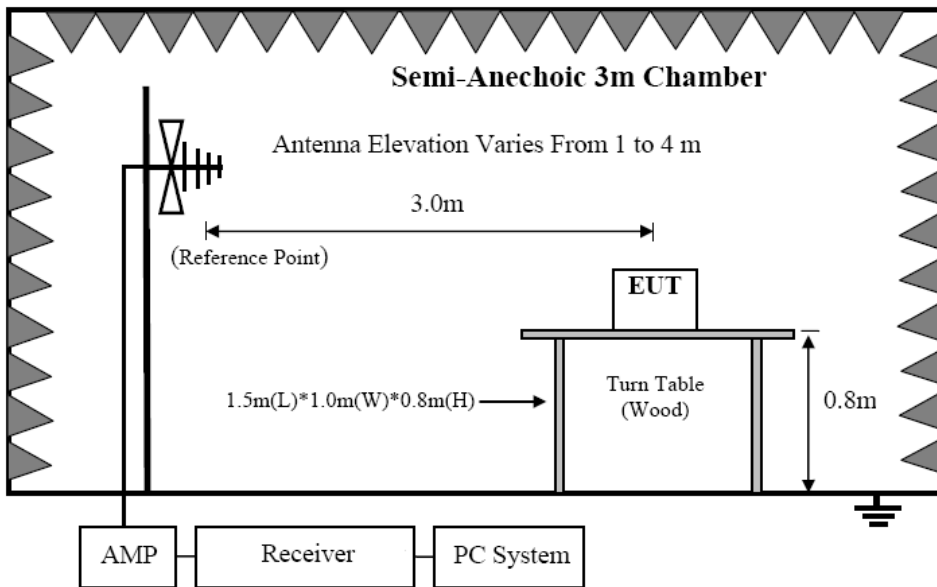 Semi-Anechoic 3m Chamber
Antenna Elevation Varies From 1 to 4 m
3.0m
(Reference Point)
EUT
1.5m(L)*1.0m(W)*0.8m(H)
Turn Table
(Wood)
0.8m
AMP
Receiver
PC System